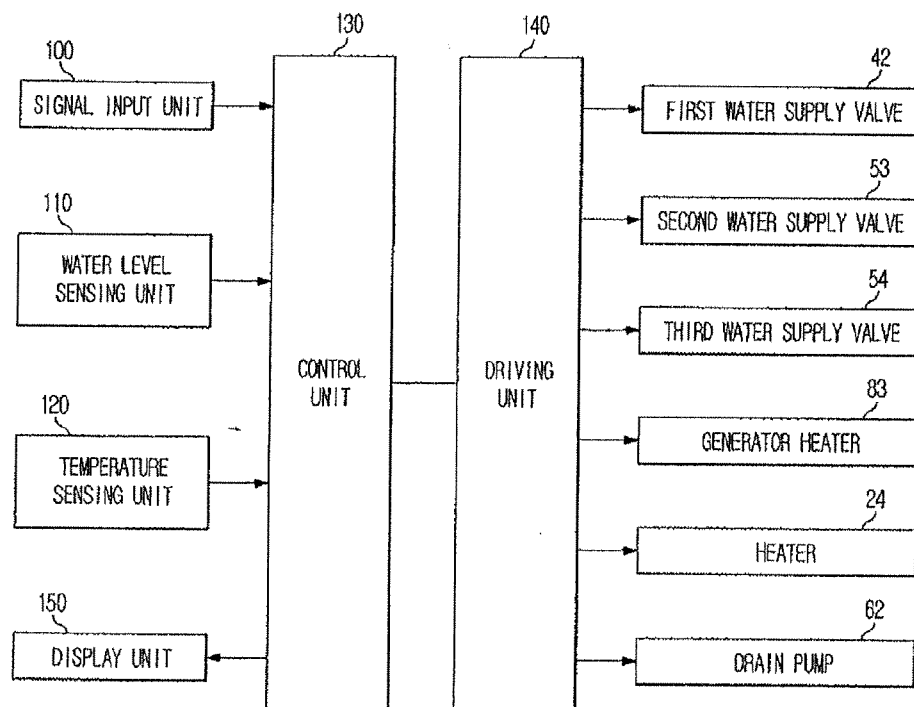 130
140
100
SIGNAL INPUT UNIT
42
FIRST WATER SUPPLY VALVE
110
WATER LEVEL
SENSING UNIT
53
SECOND WATER SUPPLY VALVE
54
THIRD WATER SUPPLY VALVE
CONTROL
UNIT
DRIVING
UNIT
120
TEMPERATURE
SENSING UNIT
83
GENERATOR HEATER
24
HEATER
150
DISPLAY UNIT
62
DRAIN PUMP